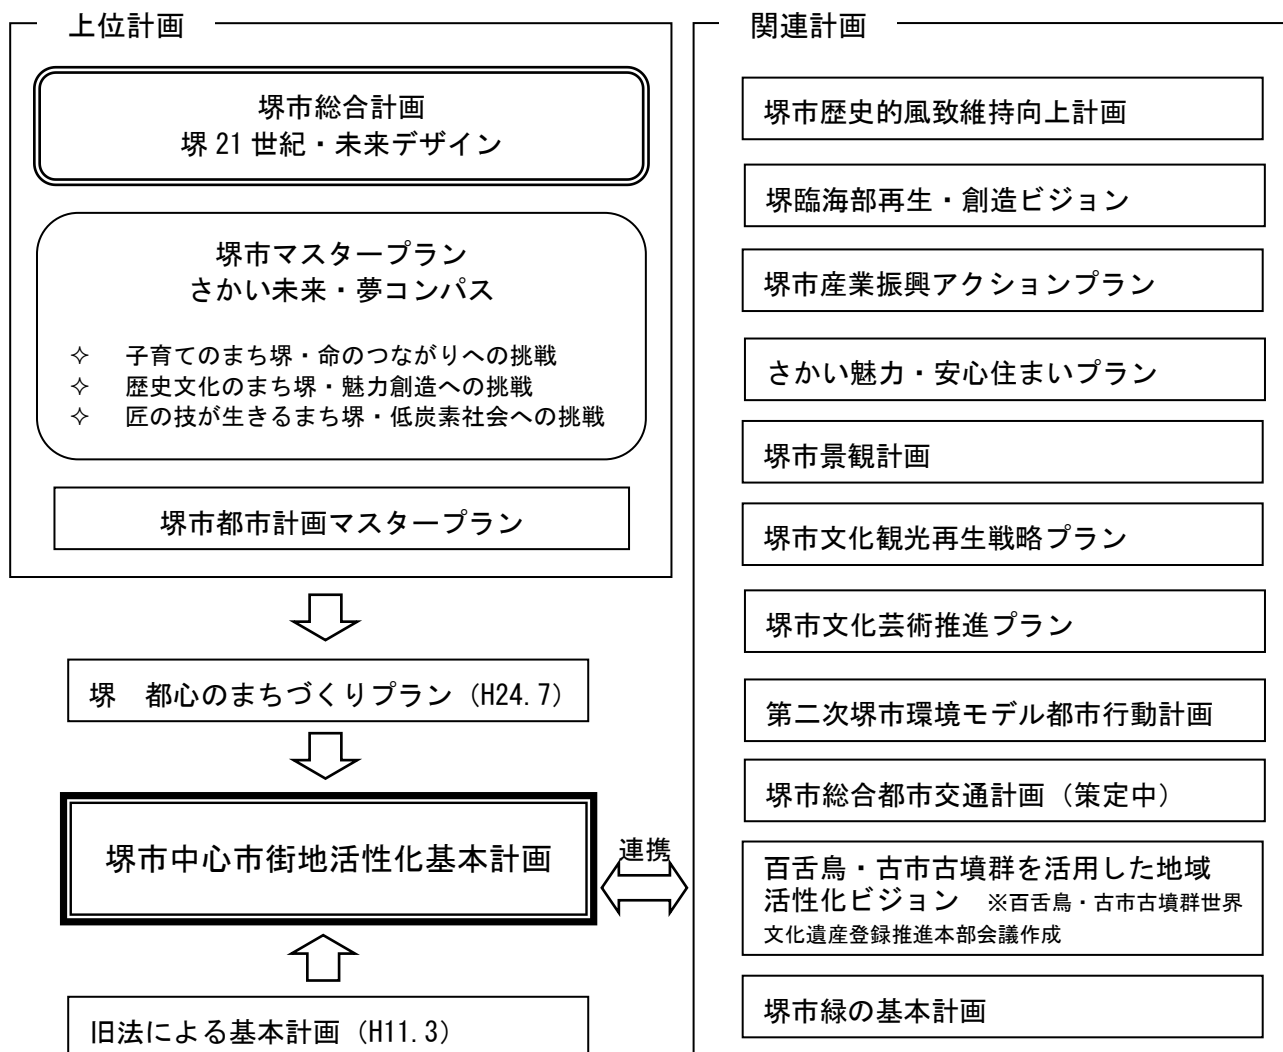 上位計画
堺市総合計画
堺 21 世紀・未来デザイン
堺市マスタープラン
さかい未来・夢コンパス
✧ 子育てのまち堺・命のつながりへの挑戦
✧ 歴史文化のまち堺・魅力創造への挑戦
✧ 匠の技が生きるまち堺・低炭素社会への挑戦
堺市都市計画マスタープラン
堺 都心のまちづくりプラン（H24.7）
堺市中心市街地活性化基本計画
連携
旧法による基本計画（H11.3）
関連計画
堺市歴史的風致維持向上計画
堺臨海部再生・創造ビジョン
堺市産業振興アクションプラン
さかい魅力・安心住まいプラン
堺市景観計画
堺市文化観光再生戦略プラン
堺市文化芸術推進プラン
第二次堺市環境モデル都市行動計画
堺市総合都市交通計画（策定中）
百舌鳥・古市古墳群を活用した地域
活性化ビジョン ※百舌鳥・古市古墳群世界
文化遺産登録推進本部会議作成
堺市緑の基本計画